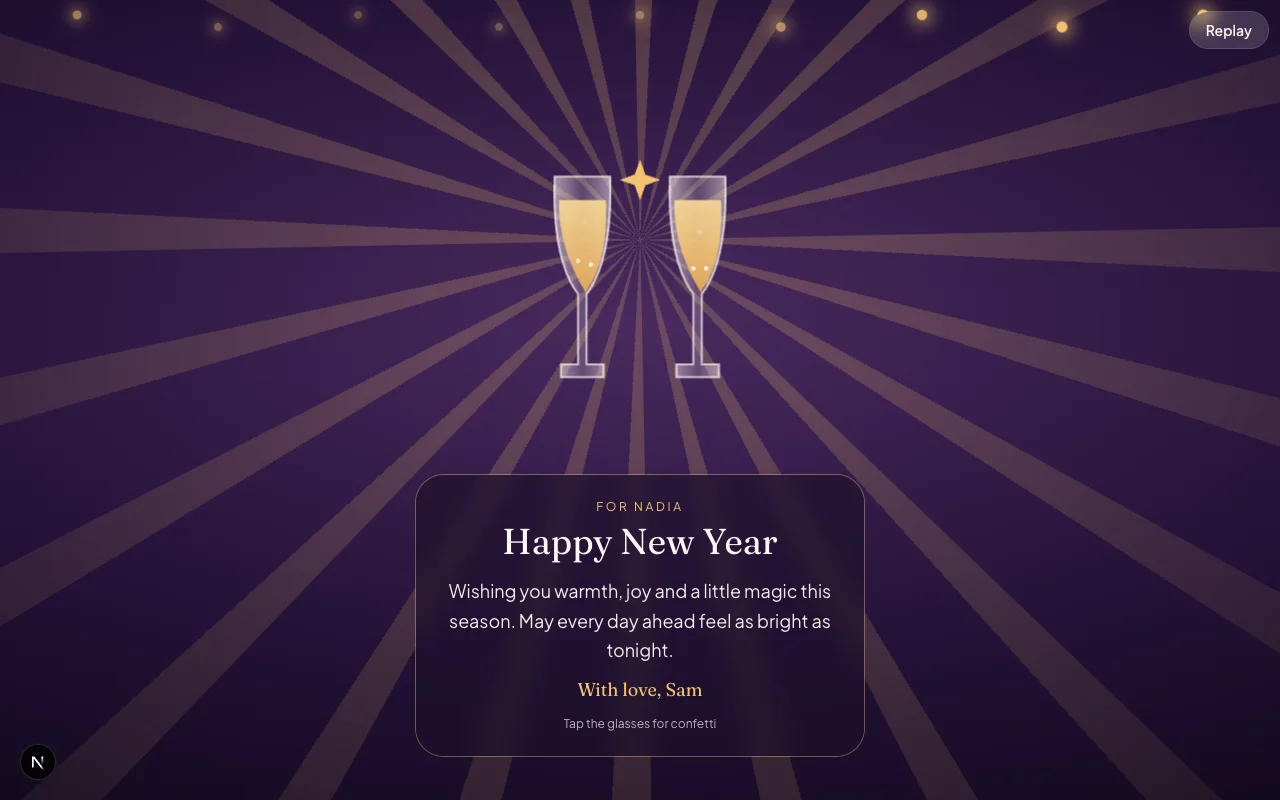 Replay
FOR NADIA
Happy New Year
Wishing you warmth, joy and a little magic this
season. May every day ahead feel as bright as
tonight.
With love, Sam
Tap the glasses for confetti
N